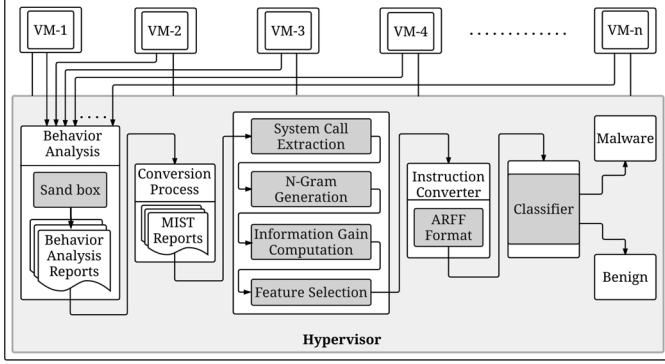 VM-1
VM-2
VM-3
VM-4
VM-n
Behavior
Analysis
Sand box
Behavior
Analysis
Reports
Conversion
Process
MIST
Reports
System Call
Extraction
N-Gram
Generation
Information Gain
Computation
Feature Selection
Instruction
Converter
ARFF
Format
Classifier
Malware
Benign
Hypervisor